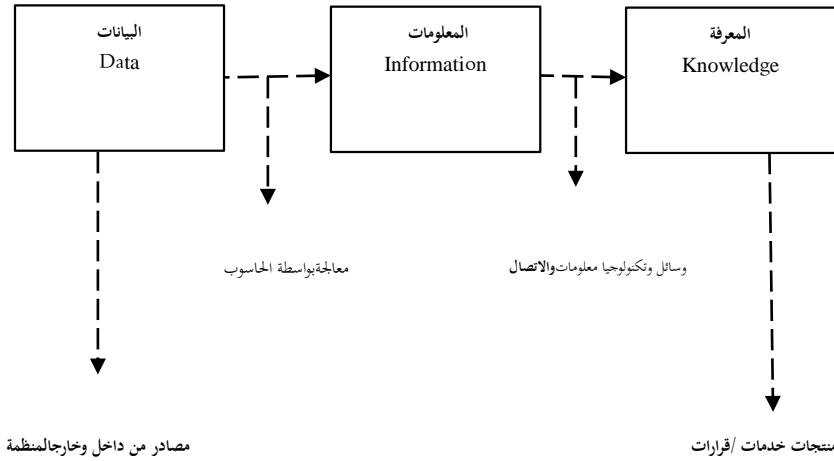 البيانات
Data
المعلومات
Information
المعرفة
Knowledge
معالجةبواسطة الحاسوب
وسائل وتكنولوجيا معلوماتوالاتصال
مصادر من داخل وخارجالمنظمة
منتجات خدمات /قرارات